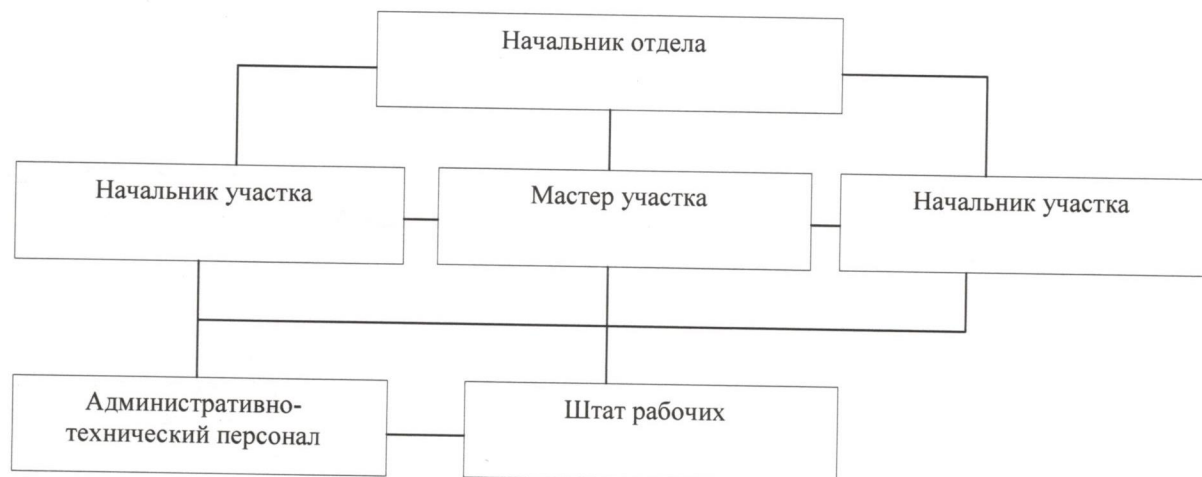 Начальник отдела
Начальник участка
Мастер участка
Начальник участка
Административно-
технический персонал
Штат рабочих